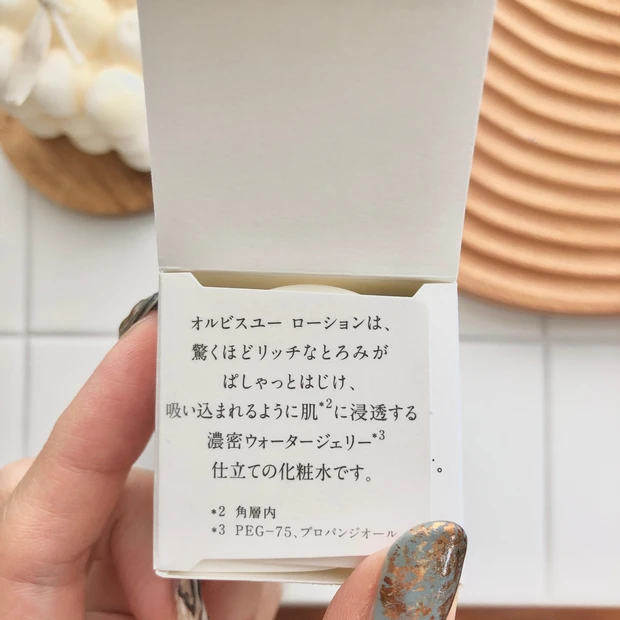 オルビスユー ローションは、
驚くほどリッチなとろみが
ぱしゃっとはじけ、
吸い込まれるように肌*2に浸透する
濃密ウォータージェリー*3
仕立ての化粧水です。
*2 角層内
*3 PEG-75、プロパンジオール